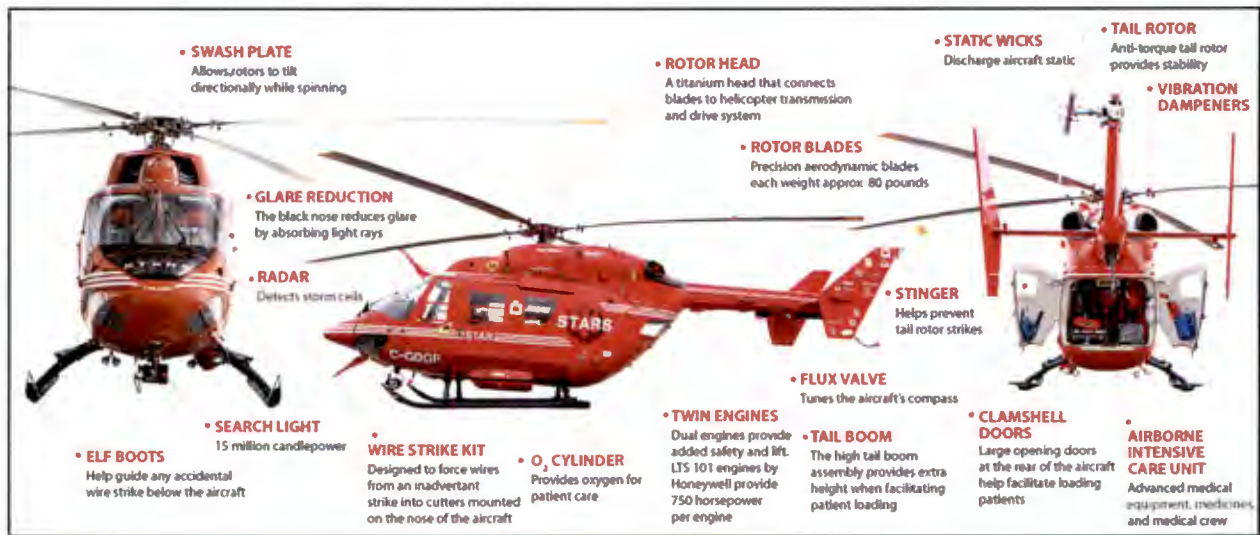 • SWASH PLATE
Allows rotors to tilt
directionally while spinning
• GLARE REDUCTION
The black nose reduces glare
by absorbing light rays
• RADAR
Detects storm cells
• ROTOR HEAD
A titanium head that connects
blades to helicopter transmission
and drive system
• ROTOR BLADES
Precision aerodynamic blades
each weight approx 80 pounds
• STATIC WICKS
Discharge aircraft static
• TAIL ROTOR
Anti-torque tail rotor
provides stability
• VIBRATION
DAMPENERS
STARS
STARS
C-GDGP
• STINGER
Helps prevent
tail rotor strikes
• FLUX VALVE
Tunes the aircraft's compass
• ELF BOOTS
Help guide any accidental
wire strike below the aircraft
• SEARCH LIGHT
15 million candlepower
• WIRE STRIKE KIT
Designed to force wires
from an inadvertent
strike into cutters mounted
on the nose of the aircraft
• O₂ CYLINDER
Provides oxygen for
patient care
• TWIN ENGINES
Dual engines provide
added safety and lift.
LTS 101 engines by
Honeywell provide
750 horsepower
per engine
• TAIL BOOM
The high tail boom
assembly provides extra
height when facilitating
patient loading
• CLAMSHELL
DOORS
Large opening doors
at the rear of the aircraft
help facilitate loading
patients
• AIRBORNE
INTENSIVE
CARE UNIT
Advanced medical
equipment, medicines,
and medical crew